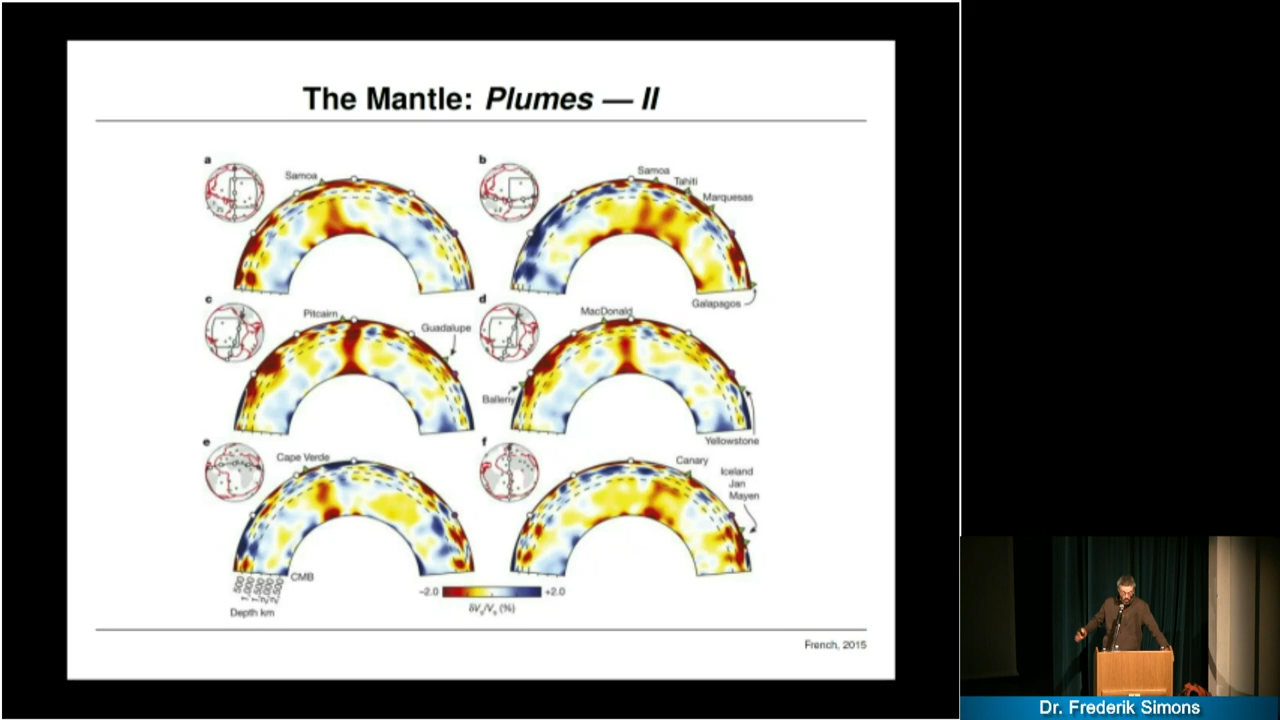 The Mantle: Plumes — II
a
Samoa
b
Samoa
Tahiti
Marquesas
Galapagos
c
Pitcairn
Guadalupe
d
MacDonald
Balleny
Yellowstone
e
Cape Verde
f
Canary
Iceland
Jan
Mayen
500
1,000
1,500
2,000
2,500
CMB
Depth km
−2.0
+2.0
δVs/Vs (%)
French, 2015
Dr. Frederik Simons